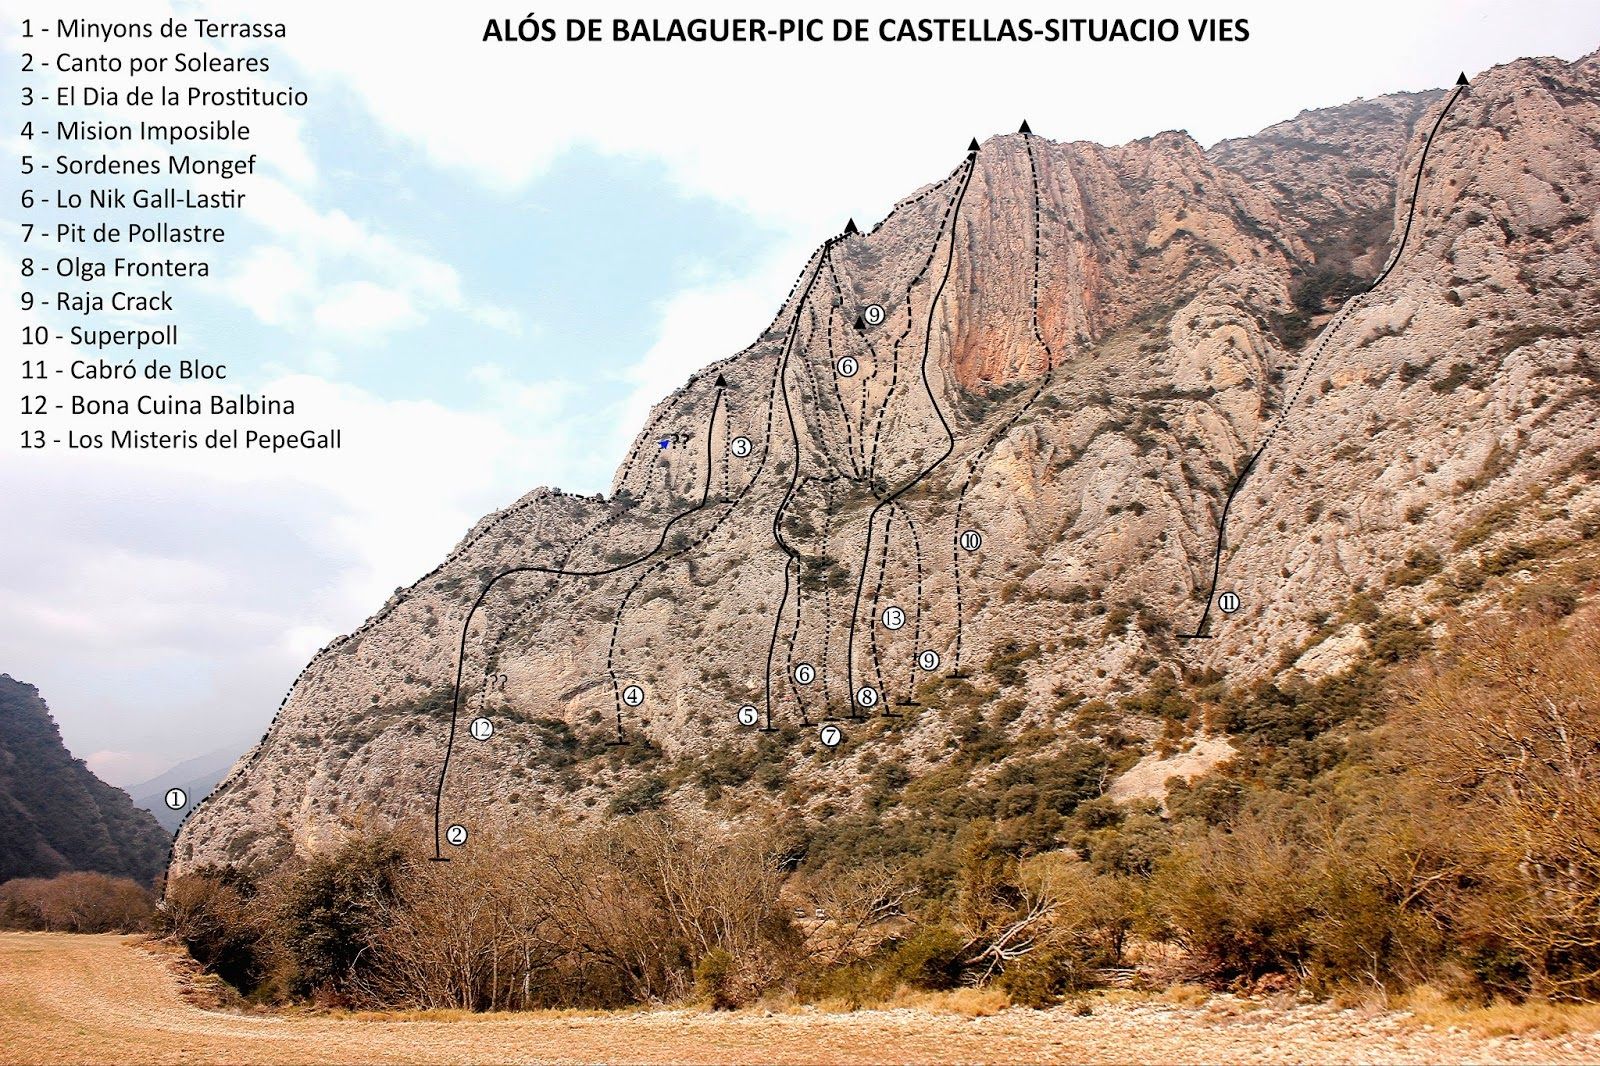 ALÓS DE BALAGUER-PIC DE CASTELLAS-SITUACIO VIES
1 - Minyons de Terrassa
2 - Canto por Soleares
3 - El Dia de la Prostitucio
4 - Mision Imposible
5 - Sordenes Mongef
6 - Lo Nik Gall-Lastir
7 - Pit de Pollastre
8 - Olga Frontera
9 - Raja Crack
10 - Superpoll
11 - Cabró de Bloc
12 - Bona Cuina Balbina
13 - Los Misteris del PepeGall
9
6
??
3
10
11
13
9
??
6
4
8
5
12
7
1
2